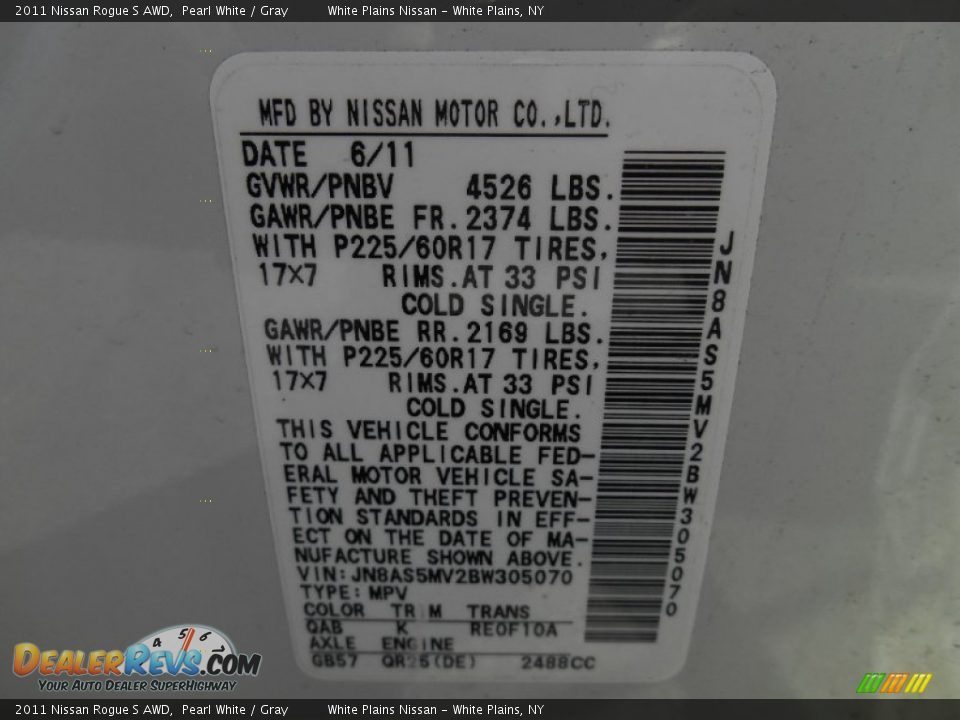 2011 Nissan Rogue S AWD, Pearl White / Gray White Plains Nissan - White Plains, NY
MFD BY NISSAN MOTOR CO.,LTD.
DATE 6/11
GVWR/PNBV 4526 LBS.
GAWR/PNBE FR. 2374 LBS.
WITH P225/60R17 TIRES,
17X7 RIMS.AT 33 PSI
COLD SINGLE.
GAWR/PNBE RR. 2169 LBS.
WITH P225/60R17 TIRES,
17X7 RIMS.AT 33 PSI
COLD SINGLE.
THIS VEHICLE CONFORMS
TO ALL APPLICABLE FED-
ERAL MOTOR VEHICLE SA-
FETY AND THEFT PREVEN-
TION STANDARDS IN EFF-
ECT ON THE DATE OF MA-
NUFACTURE SHOWN ABOVE.
VIN:JN8AS5MV2BW305070
TYPE:MPV
COLOR TRIM TRANS
QAB K RE0F10A
AXLE ENGINE
GB57 QR25(DE) 2488CC
JN8AS5MV2BW305070
4 5 6
DEALERREVS.COM
YOUR AUTO DEALER SUPERHIGHWAY
2011 Nissan Rogue S AWD, Pearl White / Gray White Plains Nissan - White Plains, NY